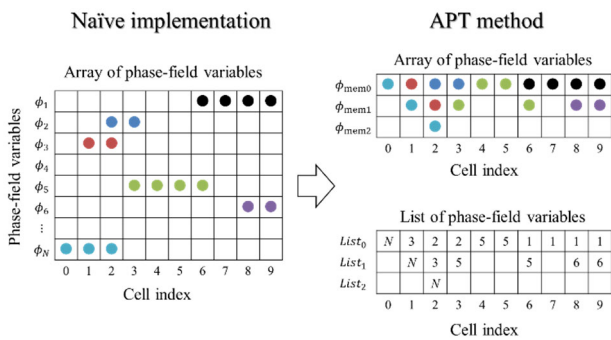 Naïve implementation
Array of phase-field variables
Phase-field variables
ϕ1
ϕ2
ϕ3
ϕ4
ϕ5
ϕ6
⋮
ϕN
0 1 2 3 4 5 6 7 8 9
Cell index
APT method
Array of phase-field variables
ϕmem0
ϕmem1
ϕmem2
0 1 2 3 4 5 6 7 8 9
Cell index
List of phase-field variables
List0 N 3 2 2 5 5 1 1 1 1
List1 N 3 5 5 6 6
List2 N
0 1 2 3 4 5 6 7 8 9
Cell index